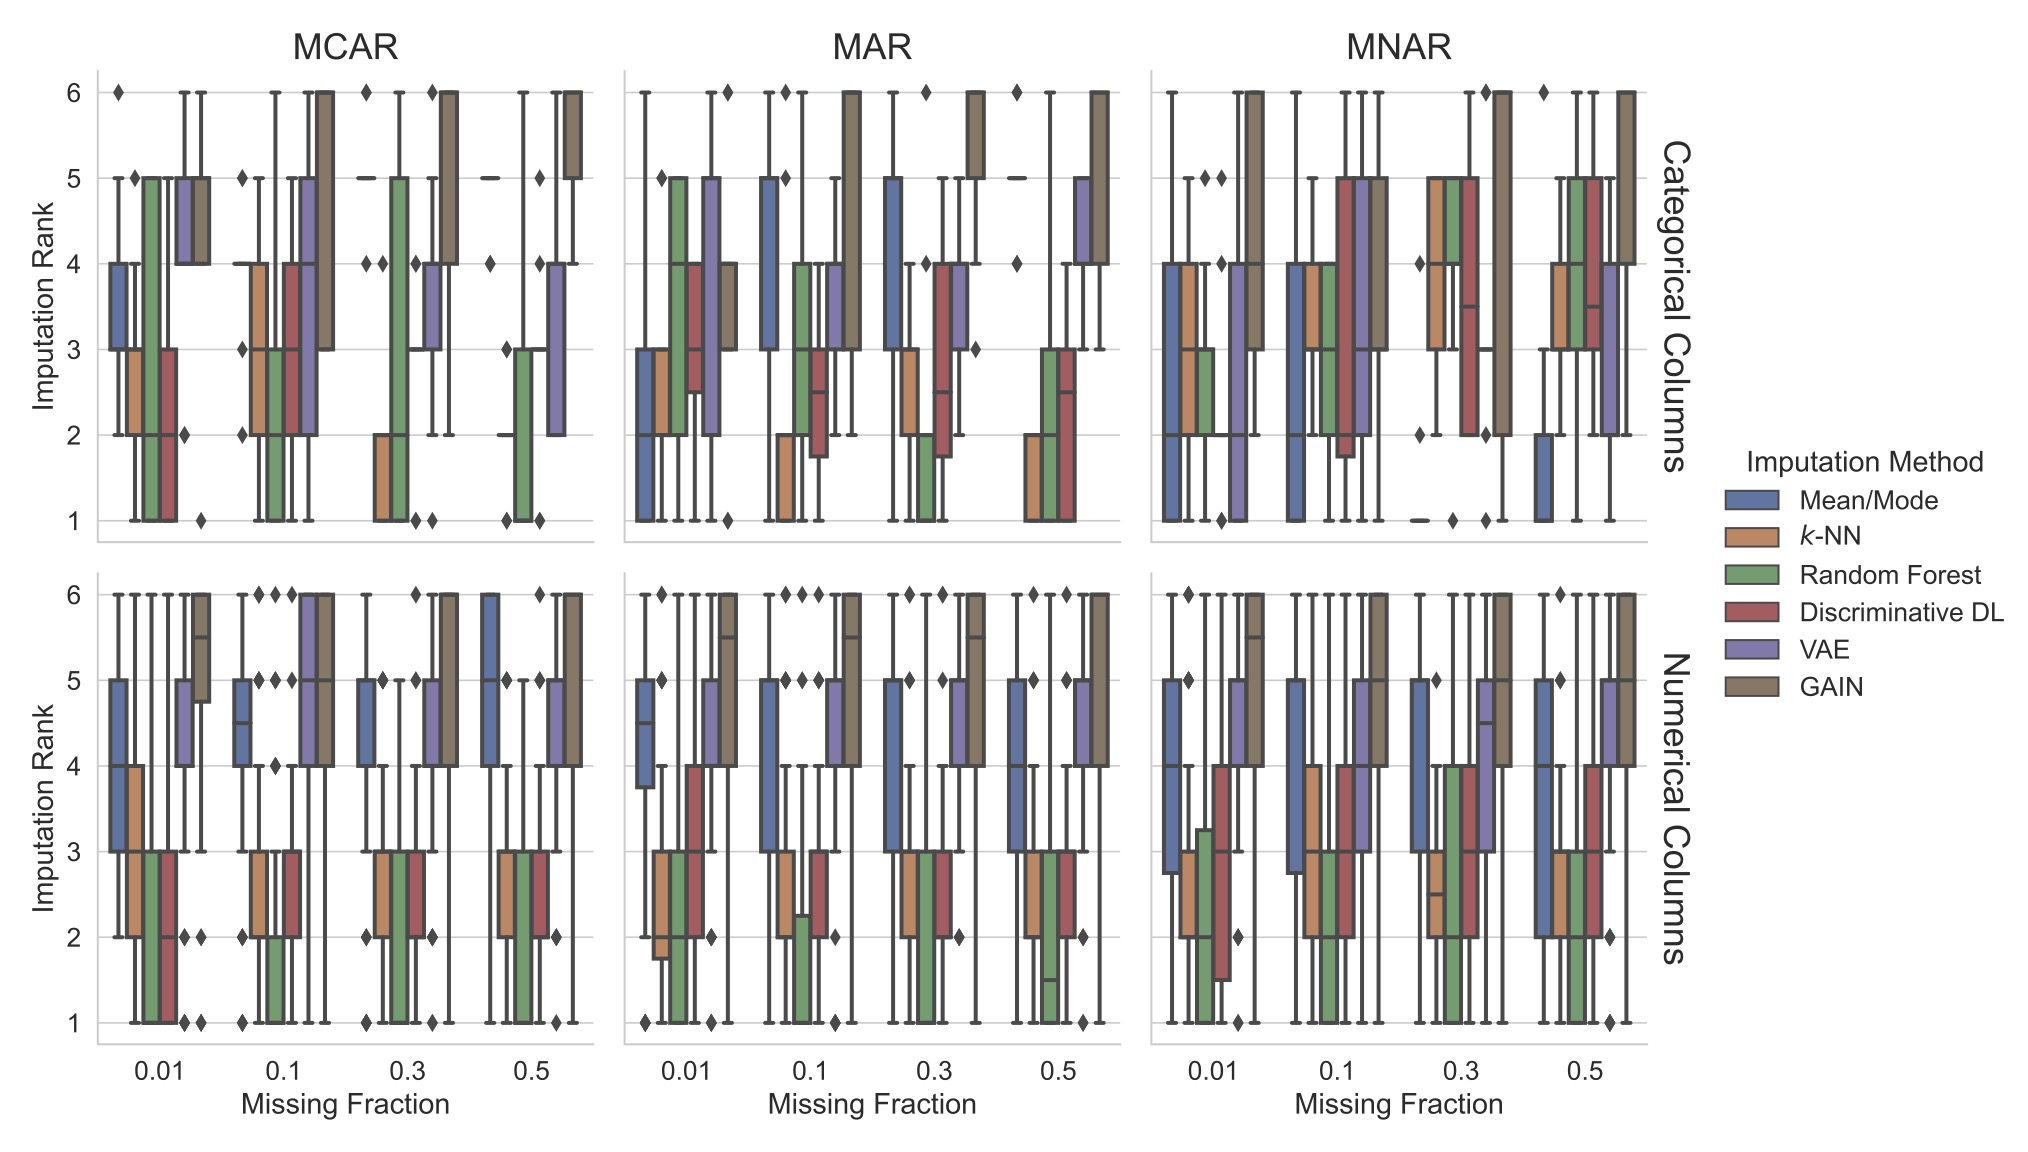 MCAR MAR MNAR
6
5
4
3
2
1
Imputation Rank
Categorical Columns
6
5
4
3
2
1
Imputation Rank
Numerical Columns
0.01 0.1 0.3 0.5 0.01 0.1 0.3 0.5 0.01 0.1 0.3 0.5
Missing Fraction Missing Fraction Missing Fraction
Imputation Method
Mean/Mode
k-NN
Random Forest
Discriminative DL
VAE
GAIN